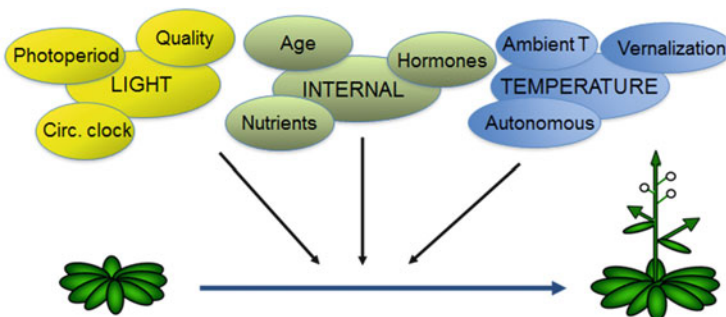 Photoperiod
Quality
LIGHT
Circ. clock
Age
Hormones
INTERNAL
Nutrients
Ambient T
Vernalization
TEMPERATURE
Autonomous